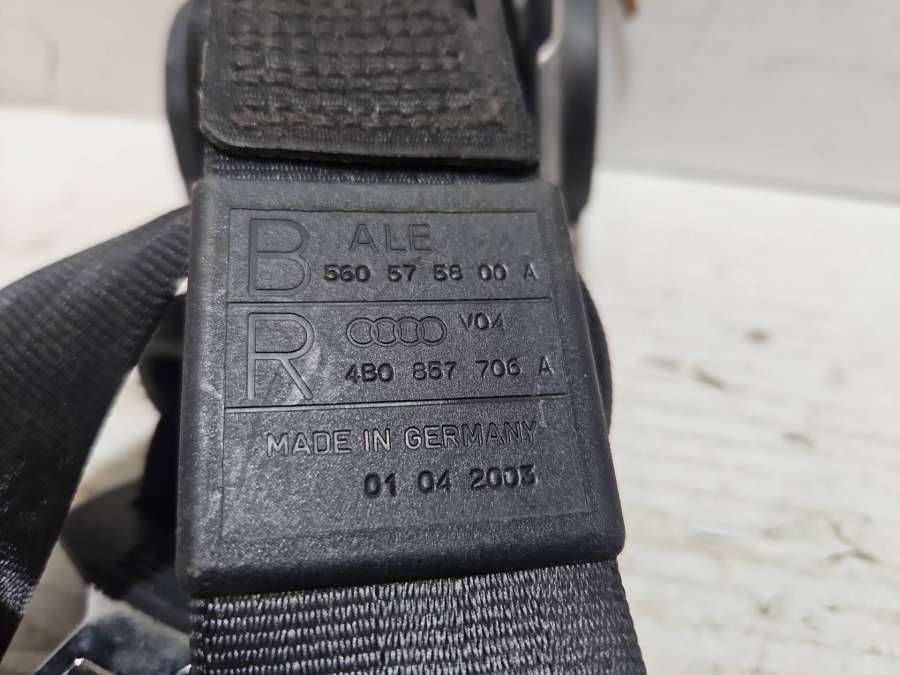 B ALE
560 57 58 00 A
R V04
4B0 857 706 A
MADE IN GERMANY
01 04 2003